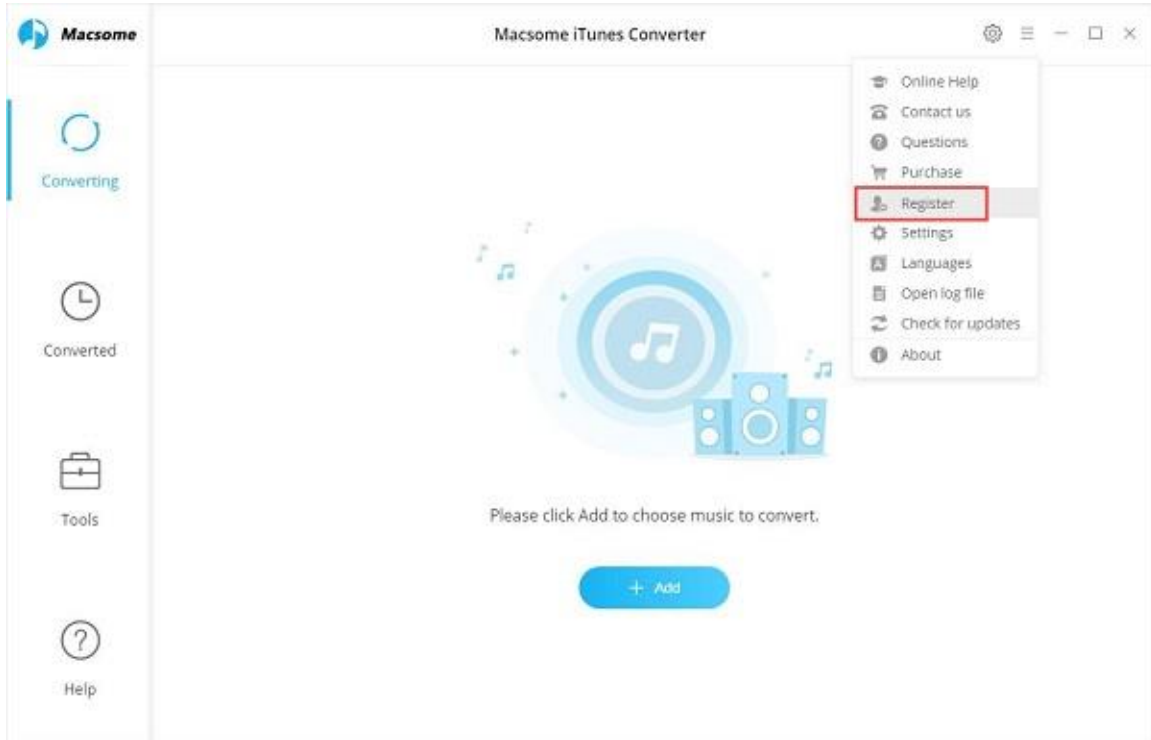 Macsome
Macsome iTunes Converter
Online Help
Contact us
Questions
Purchase
Register
Settings
Languages
Open log file
Check for updates
About
Converting
Converted
Tools
Help
Please click Add to choose music to convert.
+ Add